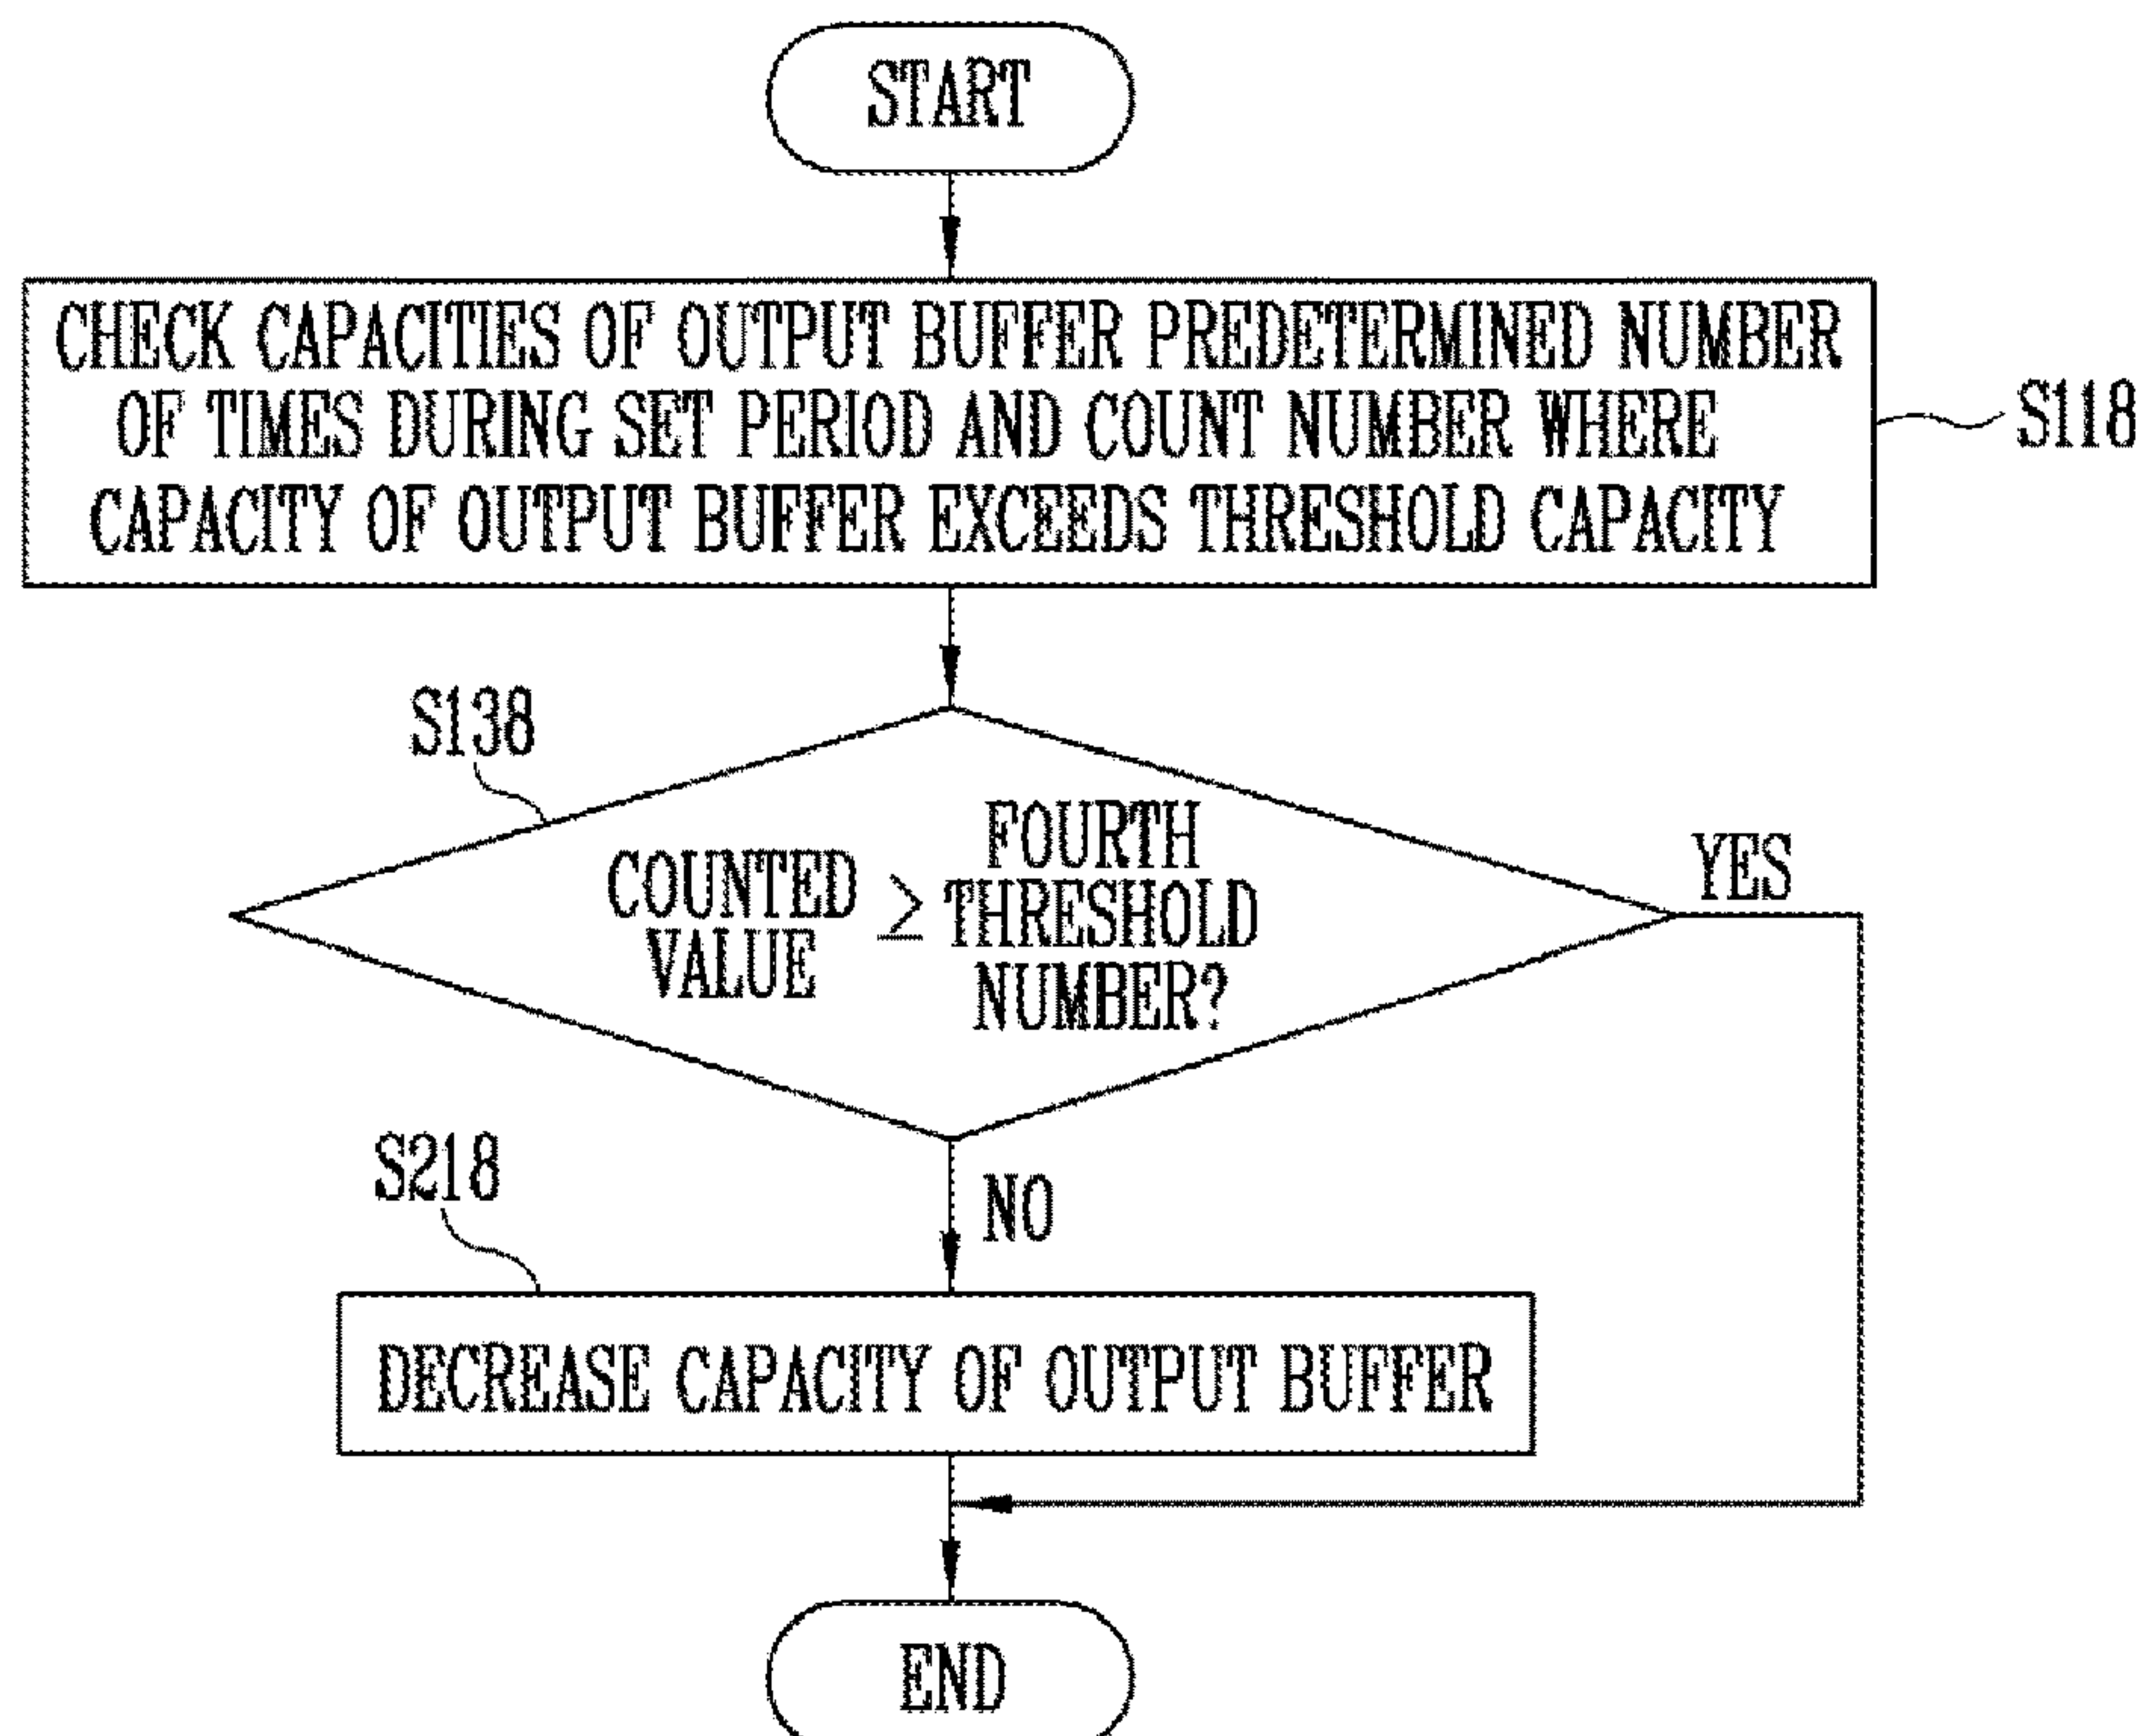 START
CHECK CAPACITIES OF OUTPUT BUFFER PREDETERMINED NUMBER
OF TIMES DURING SET PERIOD AND COUNT NUMBER WHERE
CAPACITY OF OUTPUT BUFFER EXCEEDS THRESHOLD CAPACITY
S118
S138
COUNTED
VALUE
≥
FOURTH
THRESHOLD
NUMBER?
YES
S218
NO
DECREASE CAPACITY OF OUTPUT BUFFER
END